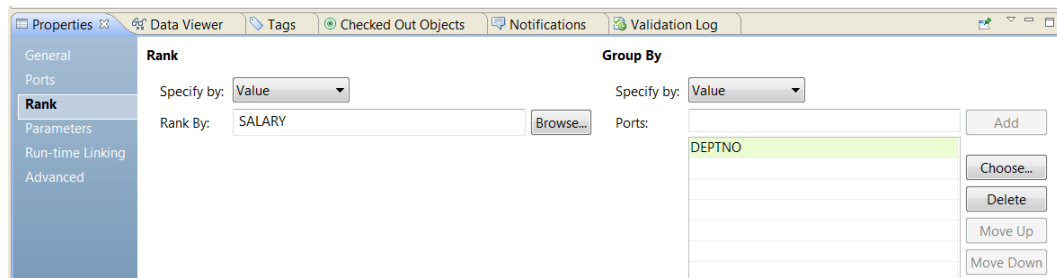 Properties Data Viewer Tags Checked Out Objects Notifications Validation Log
General
Ports
Rank
Parameters
Run-time Linking
Advanced
Rank
Specify by: Value
Rank By: SALARY Browse...
Group By
Specify by: Value
Ports: Add
DEPTNO
Choose...
Delete
Move Up
Move Down